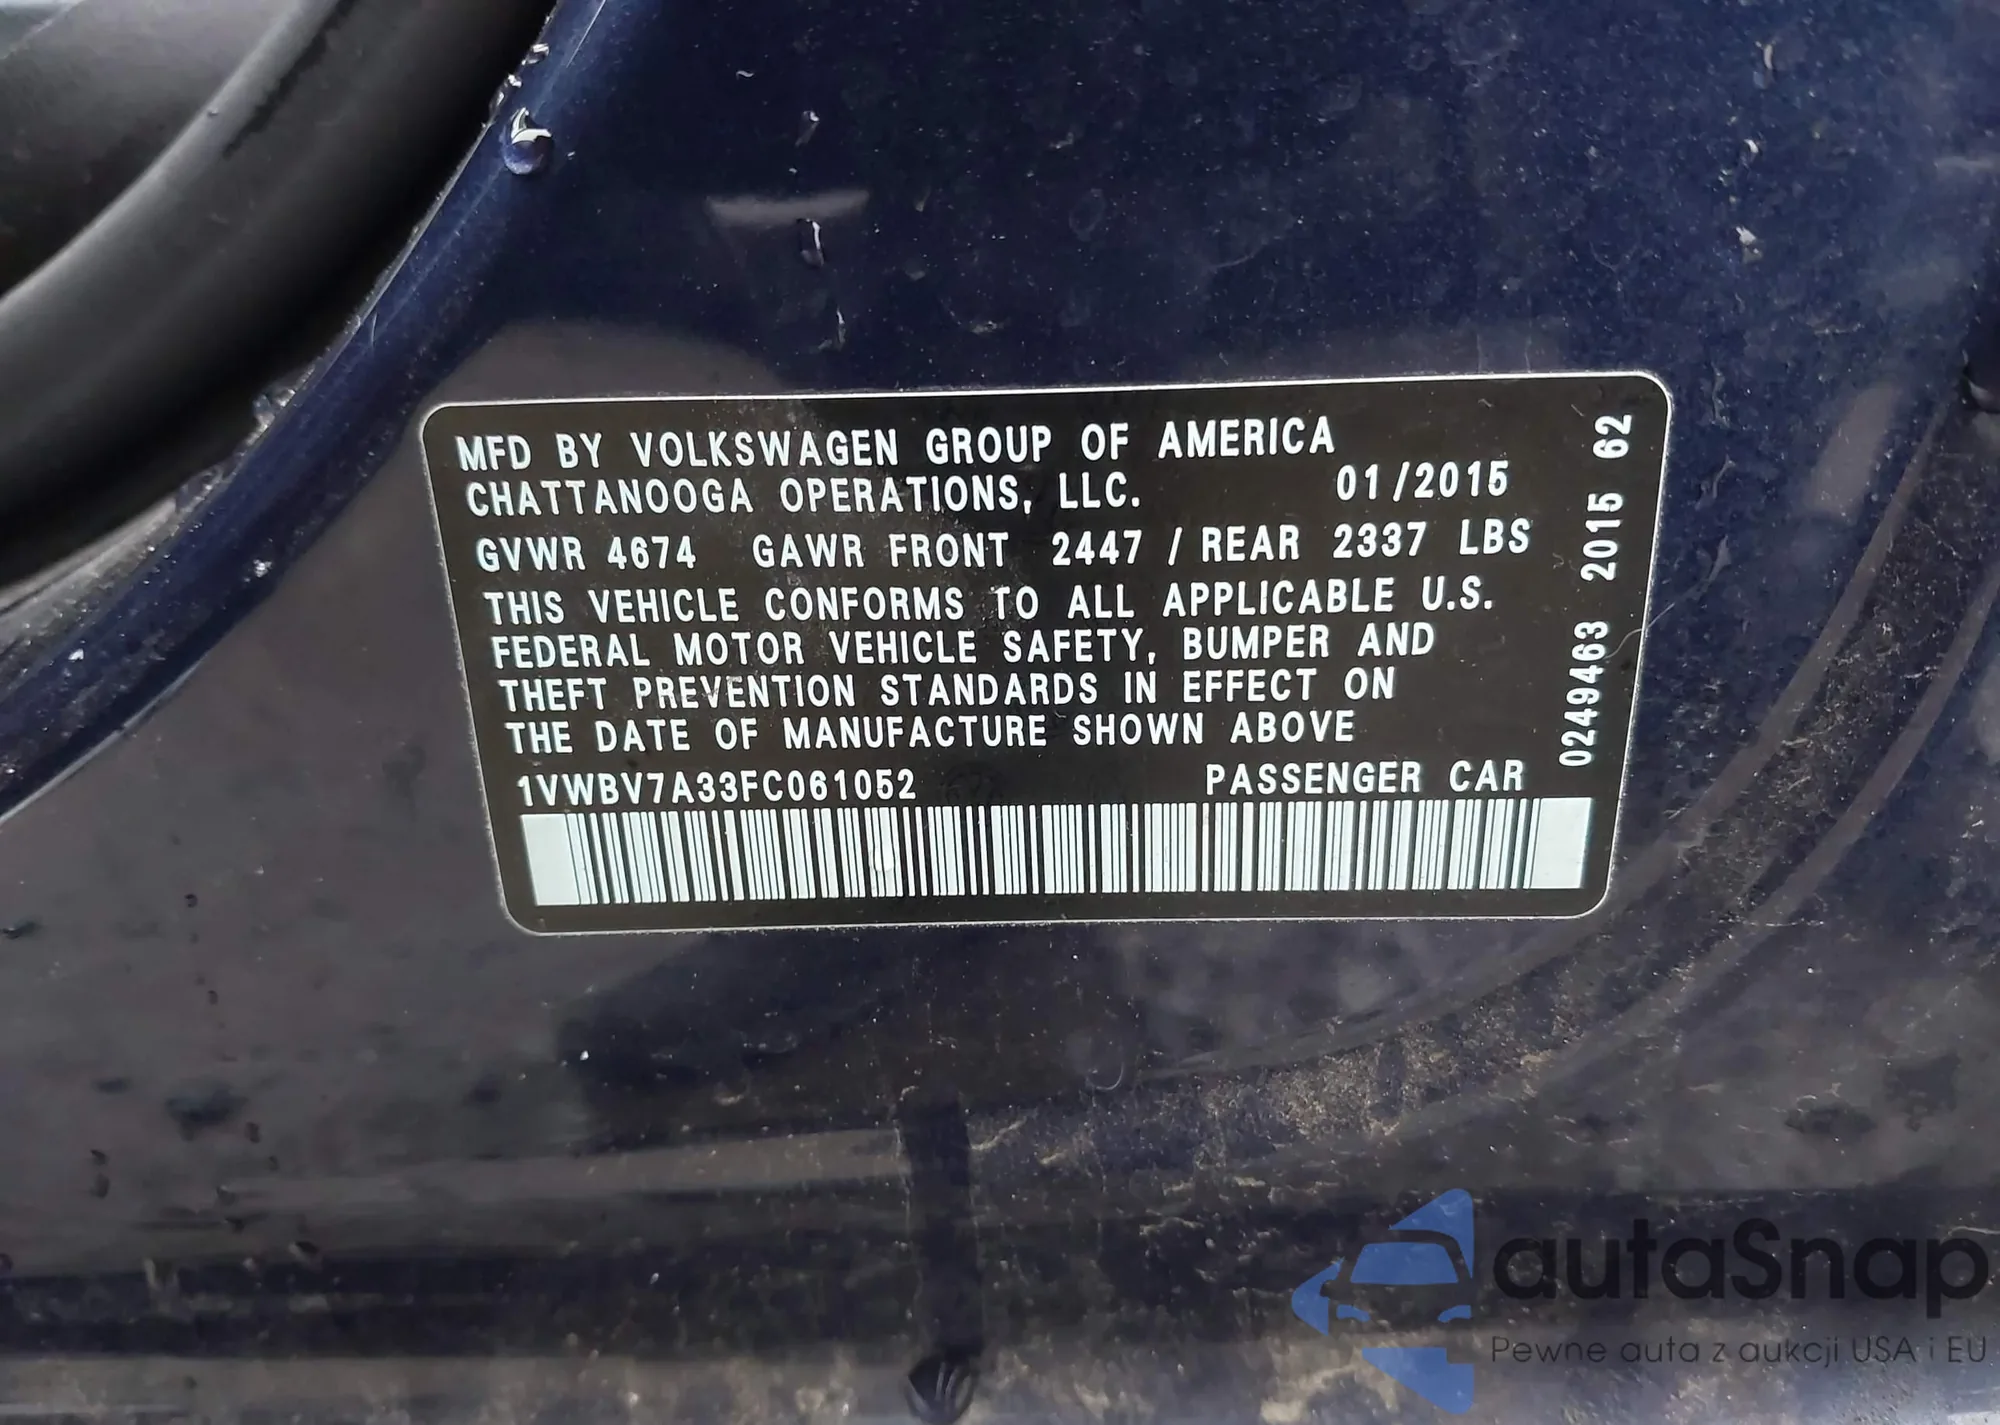 MFD BY VOLKSWAGEN GROUP OF AMERICA
CHATTANOOGA OPERATIONS, LLC. 01/2015
GVWR 4674 GAWR FRONT 2447 / REAR 2337 LBS
THIS VEHICLE CONFORMS TO ALL APPLICABLE U.S.
FEDERAL MOTOR VEHICLE SAFETY, BUMPER AND
THEFT PREVENTION STANDARDS IN EFFECT ON
THE DATE OF MANUFACTURE SHOWN ABOVE
1VWBV7A33FC061052 PASSENGER CAR
0249463 2015 62
autaSnap
Pewne auta z aukcji USA i EU